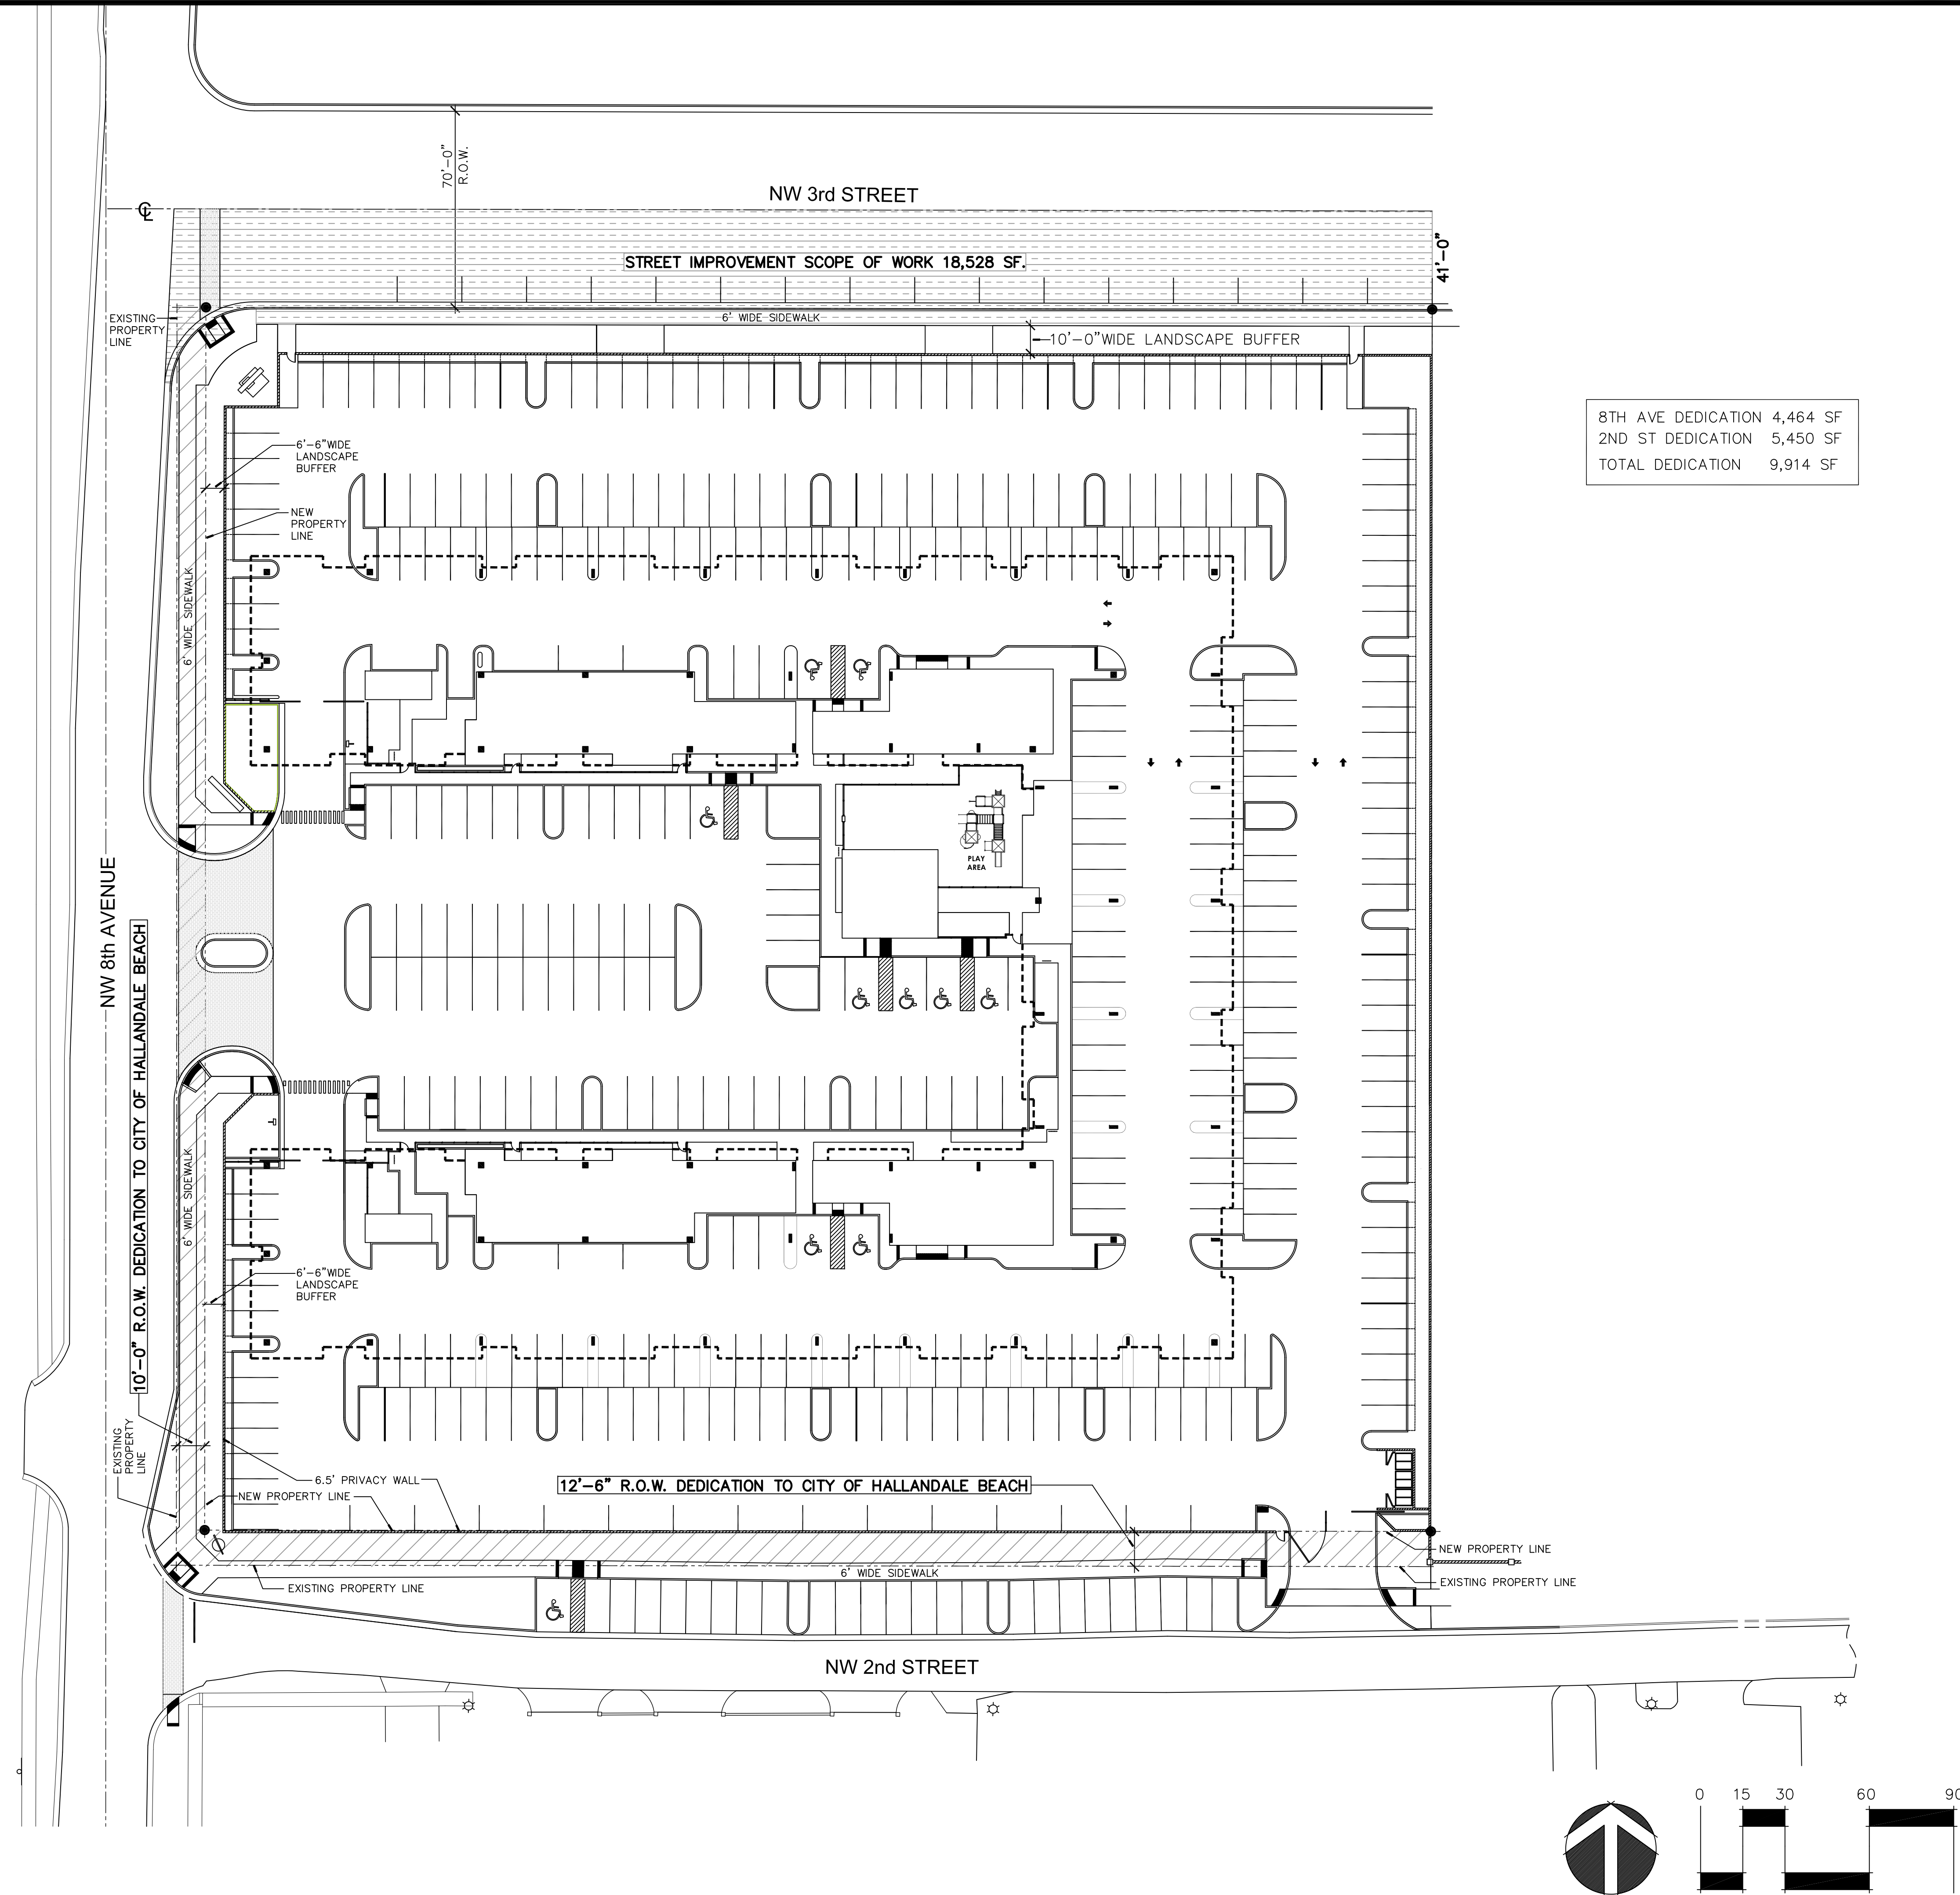 70'-0"
R.O.W.
NW 3rd STREET
℄
STREET IMPROVEMENT SCOPE OF WORK 18,528 SF.
41'-0"
EXISTING
PROPERTY
LINE
6' WIDE SIDEWALK
10'-0"WIDE LANDSCAPE BUFFER
8TH AVE DEDICATION 4,464 SF
2ND ST DEDICATION 5,450 SF
TOTAL DEDICATION 9,914 SF
6'-6"WIDE
LANDSCAPE
BUFFER
NEW
PROPERTY
LINE
6' WIDE SIDEWALK
PLAY
AREA
NW 8th AVENUE
10'-0" R.O.W. DEDICATION TO CITY OF HALLANDALE BEACH
6' WIDE SIDEWALK
6'-6"WIDE
LANDSCAPE
BUFFER
EXISTING
PROPERTY
LINE
6.5' PRIVACY WALL
NEW PROPERTY LINE
12'-6" R.O.W. DEDICATION TO CITY OF HALLANDALE BEACH
NEW PROPERTY LINE
EXISTING PROPERTY LINE
6' WIDE SIDEWALK
EXISTING PROPERTY LINE
NW 2nd STREET
0 15 30 60 90